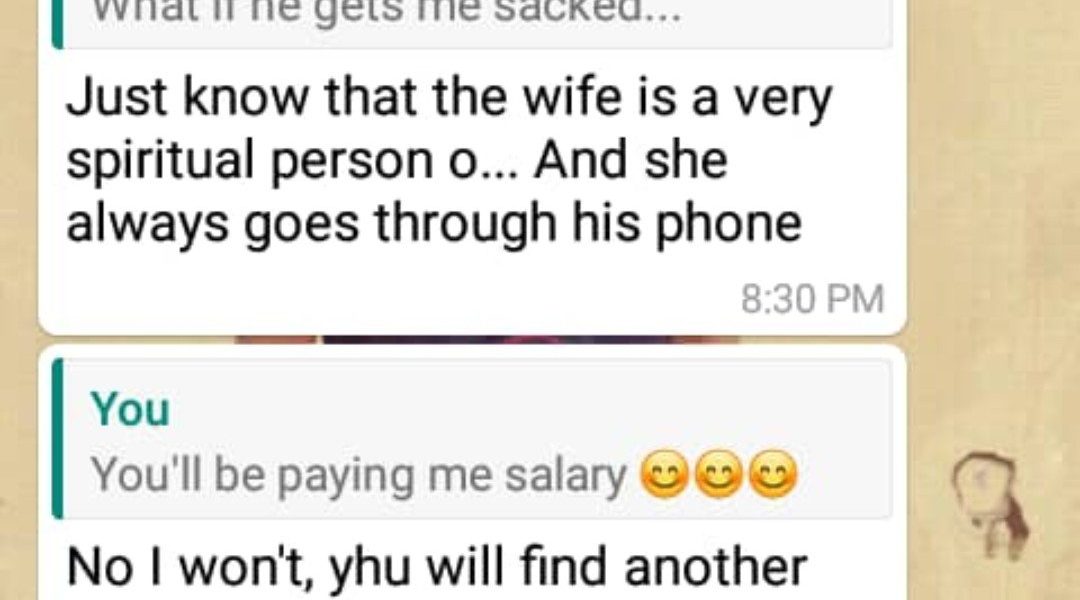 What if he gets me sacked...
Just know that the wife is a very
spiritual person o... And she
always goes through his phone
8:30 PM
You
You'll be paying me salary 😊😊😊
No I won't, yhu will find another